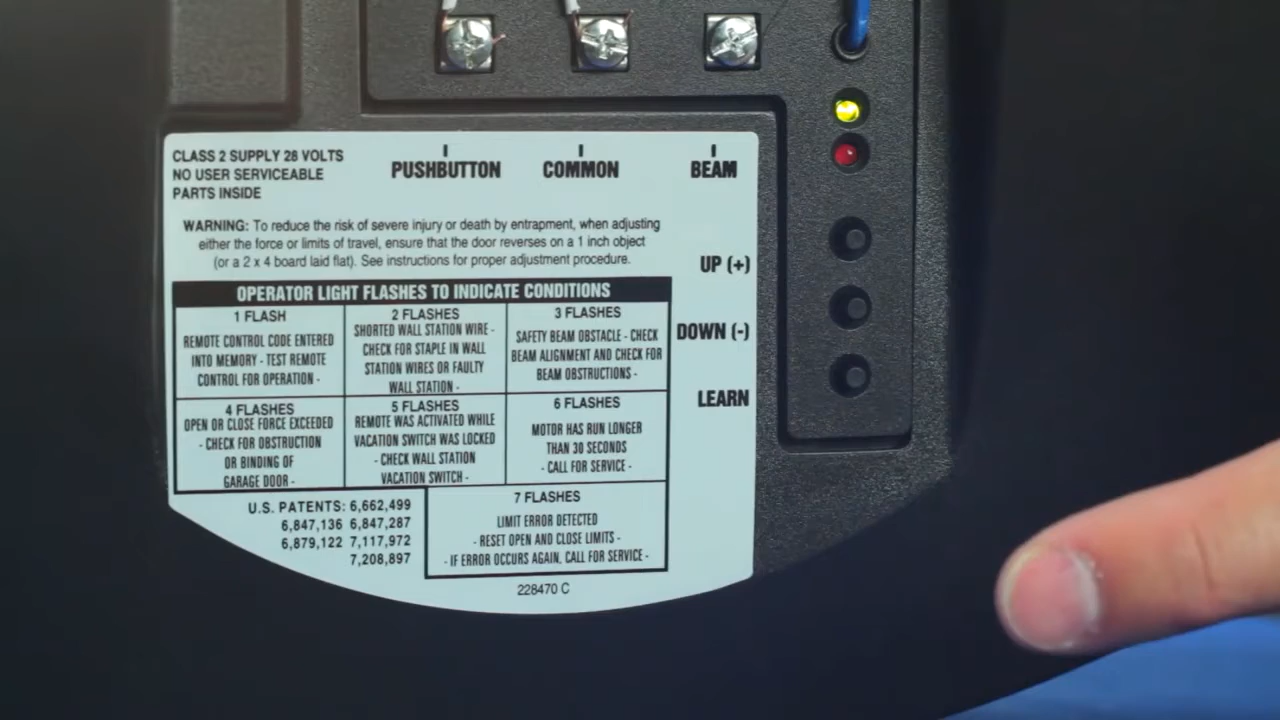 CLASS 2 SUPPLY 28 VOLTS
NO USER SERVICEABLE
PARTS INSIDE
PUSHBUTTON
COMMON
BEAM
WARNING: To reduce the risk of severe injury or death by entrapment, when adjusting
either the force or limits of travel, ensure that the door reverses on a 1 inch object
(or a 2 x 4 board laid flat). See instructions for proper adjustment procedure.
UP (+)
DOWN (-)
LEARN
OPERATOR LIGHT FLASHES TO INDICATE CONDITIONS
1 FLASH
REMOTE CONTROL CODE ENTERED
INTO MEMORY - TEST REMOTE
CONTROL FOR OPERATION -
2 FLASHES
SHORTED WALL STATION WIRE -
CHECK FOR STAPLE IN WALL
STATION WIRES OR FAULTY
WALL STATION -
3 FLASHES
SAFETY BEAM OBSTACLE - CHECK
BEAM ALIGNMENT AND CHECK FOR
BEAM OBSTRUCTIONS -
4 FLASHES
OPEN OR CLOSE FORCE EXCEEDED
- CHECK FOR OBSTRUCTION
OR BINDING OF
GARAGE DOOR -
5 FLASHES
REMOTE WAS ACTIVATED WHILE
VACATION SWITCH WAS LOCKED
- CHECK WALL STATION
VACATION SWITCH -
6 FLASHES
MOTOR HAS RUN LONGER
THAN 30 SECONDS
- CALL FOR SERVICE -
7 FLASHES
LIMIT ERROR DETECTED
- RESET OPEN AND CLOSE LIMITS -
- IF ERROR OCCURS AGAIN, CALL FOR SERVICE -
U.S. PATENTS: 6,662,499
6,847,136 6,847,287
6,879,122 7,117,972
7,208,897
228470 C